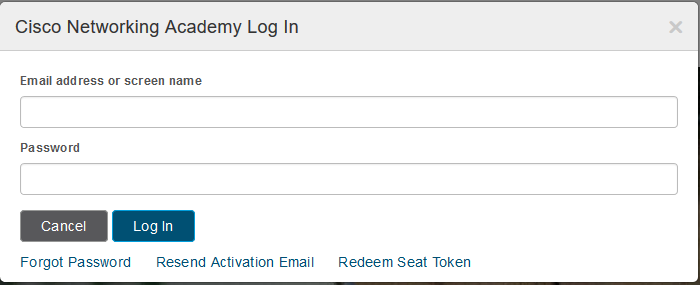 Cisco Networking Academy Log In ×
Email address or screen name
Password
Cancel Log In
Forgot Password Resend Activation Email Redeem Seat Token